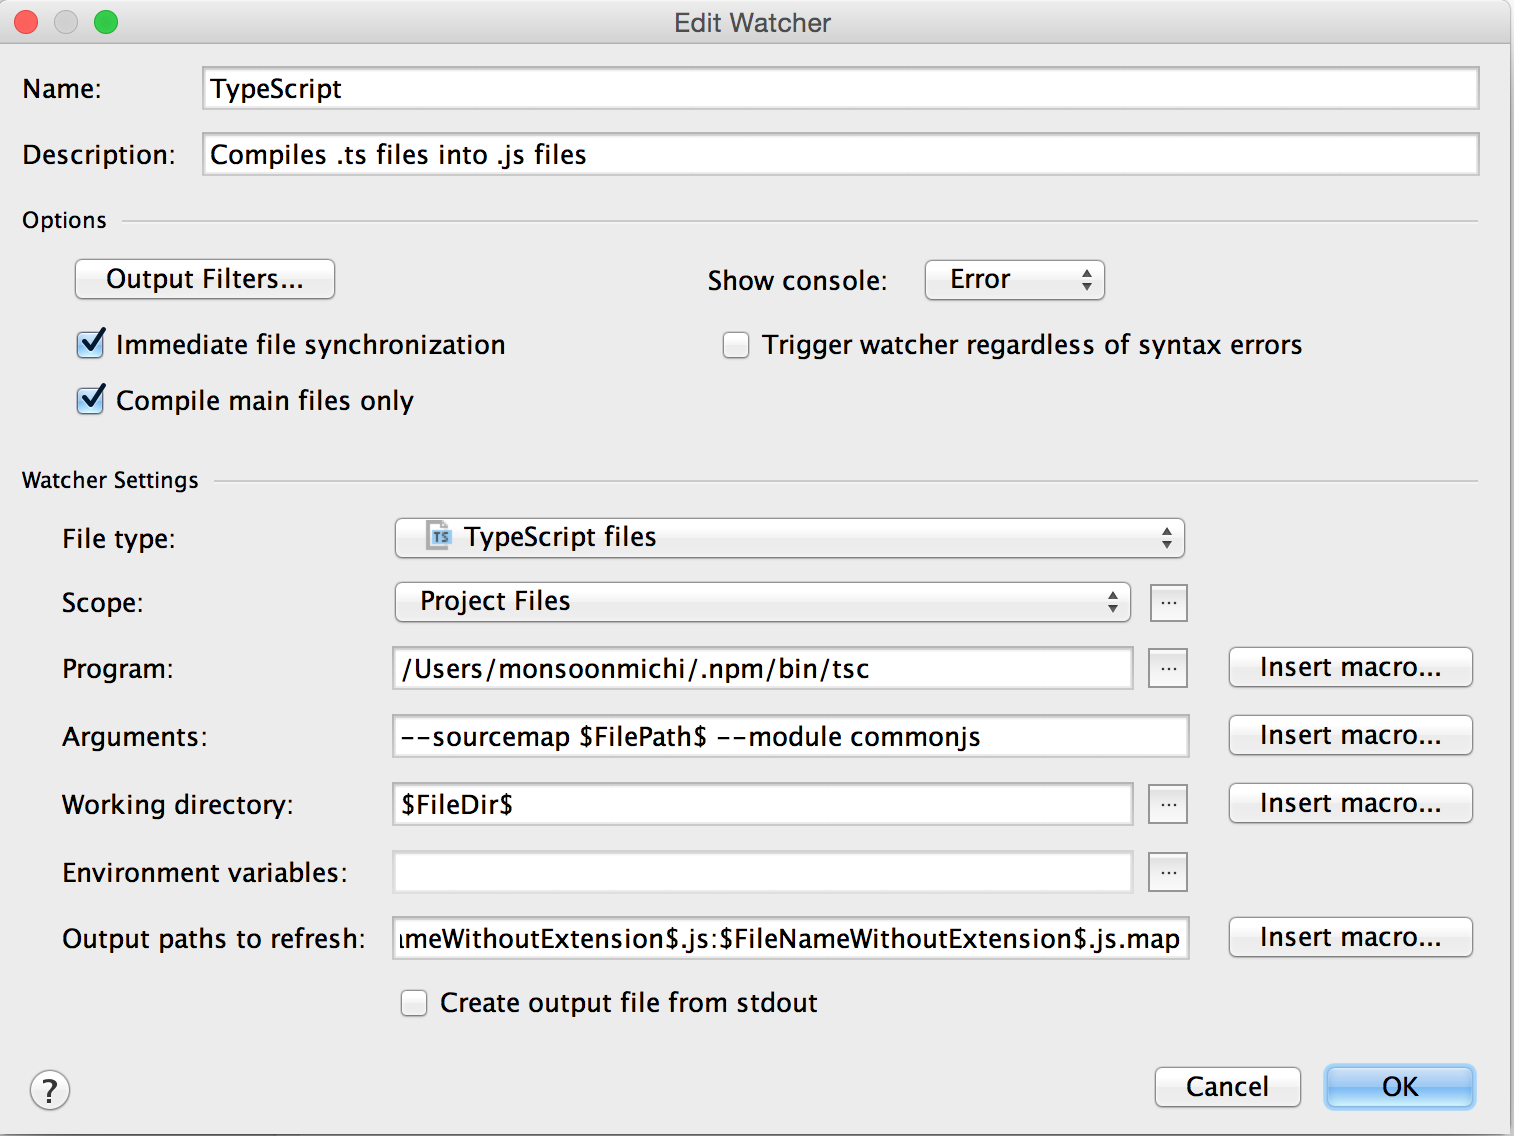 Edit Watcher
Name: TypeScript
Description: Compiles .ts files into .js files
Options
Output Filters... Show console: Error
Immediate file synchronization Trigger watcher regardless of syntax errors
Compile main files only
Watcher Settings
File type: TS TypeScript files
Scope: Project Files ...
Program: /Users/monsoonmichi/.npm/bin/tsc ... Insert macro...
Arguments: --sourcemap $FilePath$ --module commonjs Insert macro...
Working directory: $FileDir$ ... Insert macro...
Environment variables: ...
Output paths to refresh: ameWithoutExtension$.js:$FileNameWithoutExtension$.js.map Insert macro...
Create output file from stdout
? Cancel OK